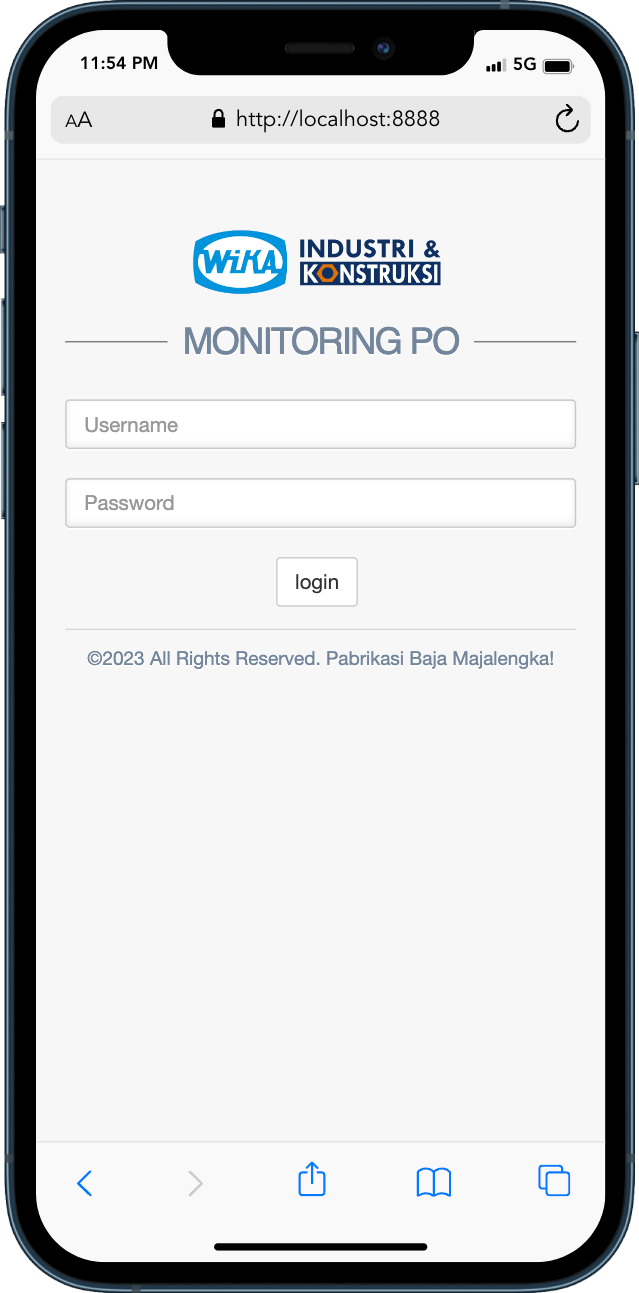 11:54 PM 5G
AA http://localhost:8888
WiKA INDUSTRI &
KONSTRUKSI
MONITORING PO
Username
Password
login
©2023 All Rights Reserved. Pabrikasi Baja Majalengka!